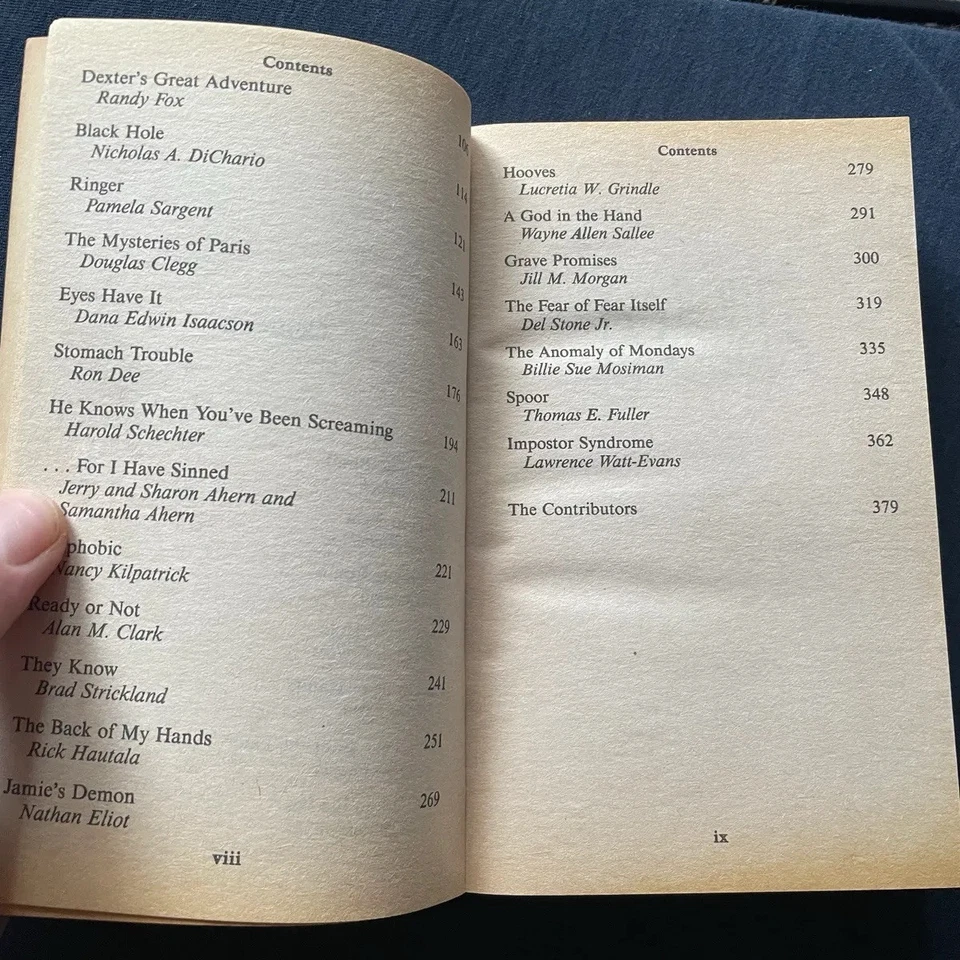 Contents
Dexter's Great Adventure
Randy Fox
Black Hole 114
Nicholas A. DiChario
Ringer 121
Pamela Sargent
The Mysteries of Paris 143
Douglas Clegg
Eyes Have It 163
Dana Edwin Isaacson
Stomach Trouble 176
Ron Dee
He Knows When You've Been Screaming 194
Harold Schechter
. . . For I Have Sinned 211
Jerry and Sharon Ahern and
Samantha Ahern
phobic 221
Nancy Kilpatrick
Ready or Not 229
Alan M. Clark
They Know 241
Brad Strickland
The Back of My Hands 251
Rick Hautala
Jamie's Demon 269
Nathan Eliot
viii
Contents
Hooves 279
Lucretia W. Grindle
A God in the Hand 291
Wayne Allen Sallee
Grave Promises 300
Jill M. Morgan
The Fear of Fear Itself 319
Del Stone Jr.
The Anomaly of Mondays 335
Billie Sue Mosiman
Spoor 348
Thomas E. Fuller
Impostor Syndrome 362
Lawrence Watt-Evans
The Contributors 379
ix